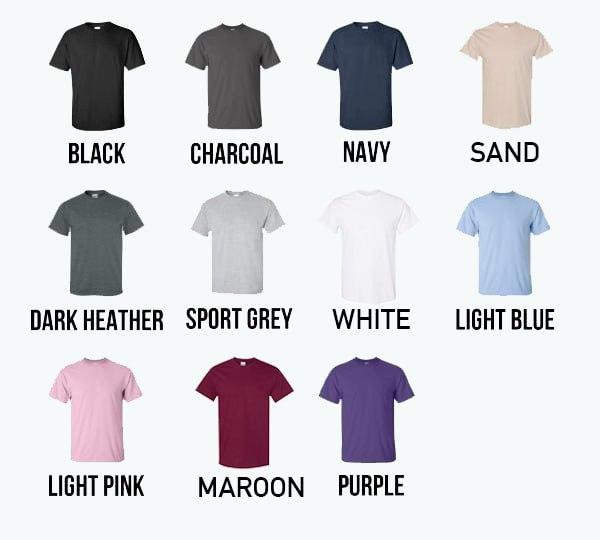 BLACK
CHARCOAL
NAVY
SAND
DARK HEATHER
SPORT GREY
WHITE
LIGHT BLUE
LIGHT PINK
MAROON
PURPLE